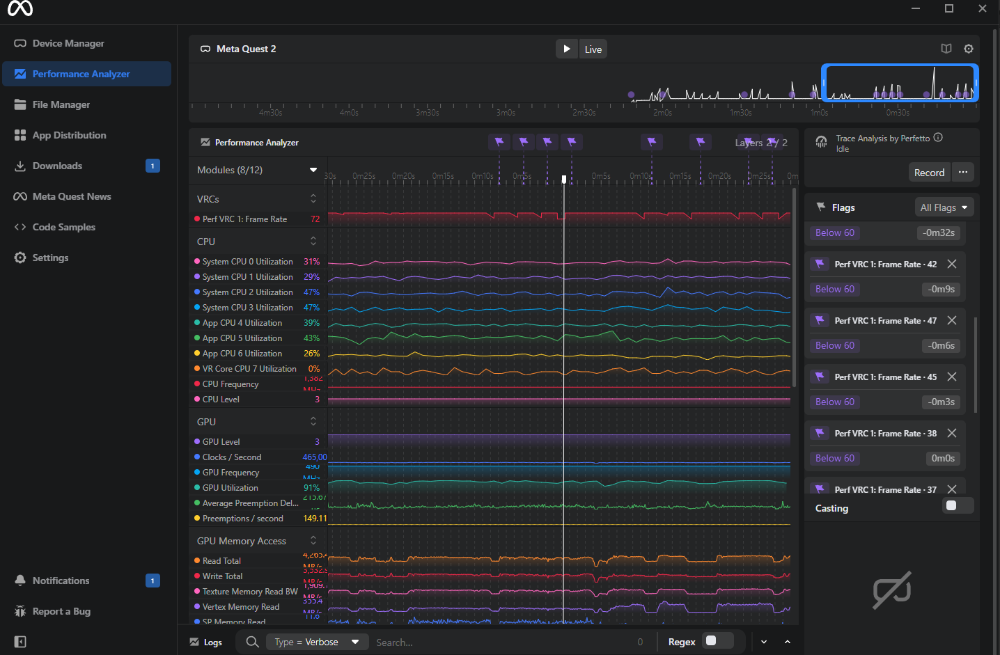 Device Manager
Performance Analyzer
File Manager
App Distribution
Downloads 1
Meta Quest News
Code Samples
Settings
Notifications 1
Report a Bug
Meta Quest 2
Live
4m30s 4m0s 3m30s 3m0s 2m30s 2m0s 1m30s 1m0s 0m30s
Performance Analyzer
Layers 2 / 2
Modules (8/12)
30s 0m25s 0m20s 0m15s 0m10s 0m5s 0m5s 0m10s 0m15s 0m20s 0m25s 0m
VRCs
Perf VRC 1: Frame Rate 72
CPU
System CPU 0 Utilization 31%
System CPU 1 Utilization 29%
System CPU 2 Utilization 47%
System CPU 3 Utilization 47%
App CPU 4 Utilization 39%
App CPU 5 Utilization 43%
App CPU 6 Utilization 26%
VR Core CPU 7 Utilization 0%
CPU Frequency 1,382 MHz
CPU Level 3
GPU
GPU Level 3
Clocks / Second 465,00
GPU Frequency 490 MHz
GPU Utilization 91%
Average Preemption Del... 215.67
Preemptions / second 149.11
GPU Memory Access
Read Total 4,265.4 MB/s
Write Total 3,532.5 MB/s
Texture Memory Read BW 1,909. MB/s
Vertex Memory Read 355.4 MB/s
SP Memory Read 11.6
Trace Analysis by Perfetto
Idle
Record ...
Flags
All Flags
Below 60 -0m32s
Perf VRC 1: Frame Rate · 42
Below 60 -0m9s
Perf VRC 1: Frame Rate · 47
Below 60 -0m6s
Perf VRC 1: Frame Rate · 45
Below 60 -0m3s
Perf VRC 1: Frame Rate · 38
Below 60 0m0s
Perf VRC 1: Frame Rate · 37
Casting
Logs
Type = Verbose
Search...
0
Regex